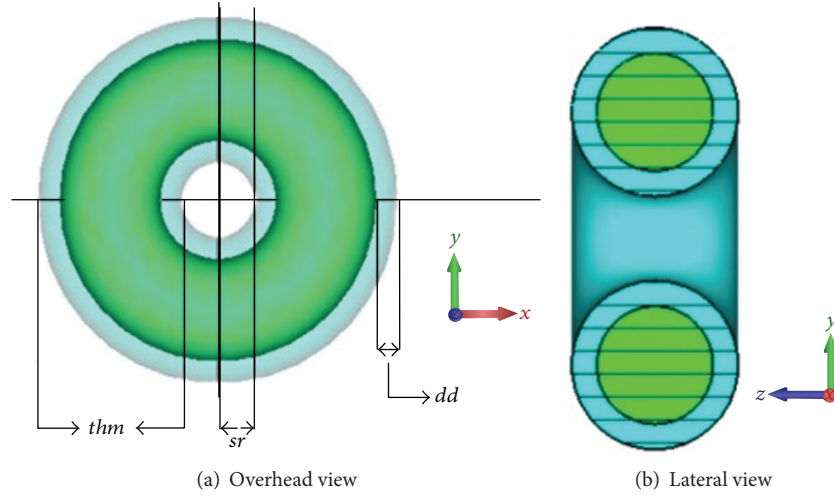 y
z
x
dd
thm
sr
(a) Overhead view
y
z
x
(b) Lateral view